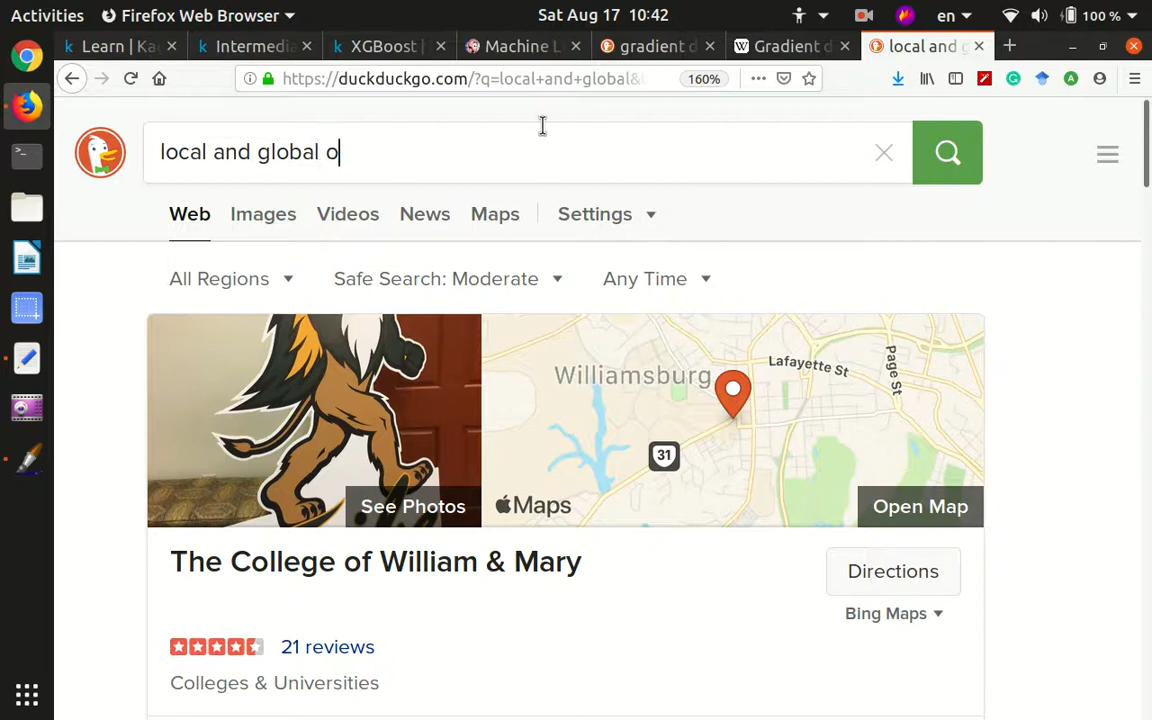 Activities Firefox Web Browser Sat Aug 17 10:42 en 100 %
Learn | Ka Intermedia XGBoost | Machine L gradient d Gradient d local and g
https://duckduckgo.com/?q=local+and+global& 160%
local and global o
Web Images Videos News Maps Settings
All Regions Safe Search: Moderate Any Time
Williamsburg
Lafayette St
Page St
31
See Photos
Maps
Open Map
The College of William & Mary
Directions
Bing Maps
21 reviews
Colleges & Universities